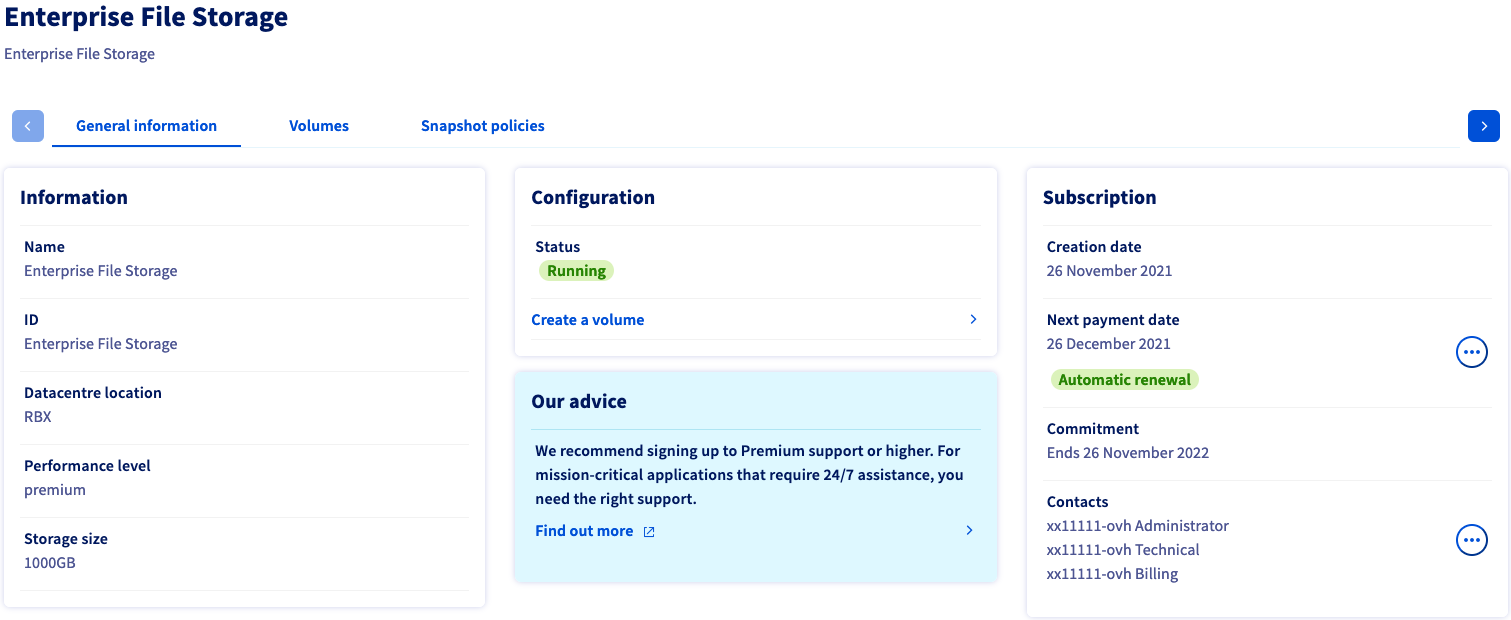 Enterprise File Storage
Enterprise File Storage
General information
Volumes
Snapshot policies
Information
Name
Enterprise File Storage
ID
Enterprise File Storage
Datacentre location
RBX
Performance level
premium
Storage size
1000GB
Configuration
Status
Running
Create a volume
Our advice
We recommend signing up to Premium support or higher. For
mission-critical applications that require 24/7 assistance, you
need the right support.
Find out more
Subscription
Creation date
26 November 2021
Next payment date
26 December 2021
Automatic renewal
Commitment
Ends 26 November 2022
Contacts
xx11111-ovh Administrator
xx11111-ovh Technical
xx11111-ovh Billing